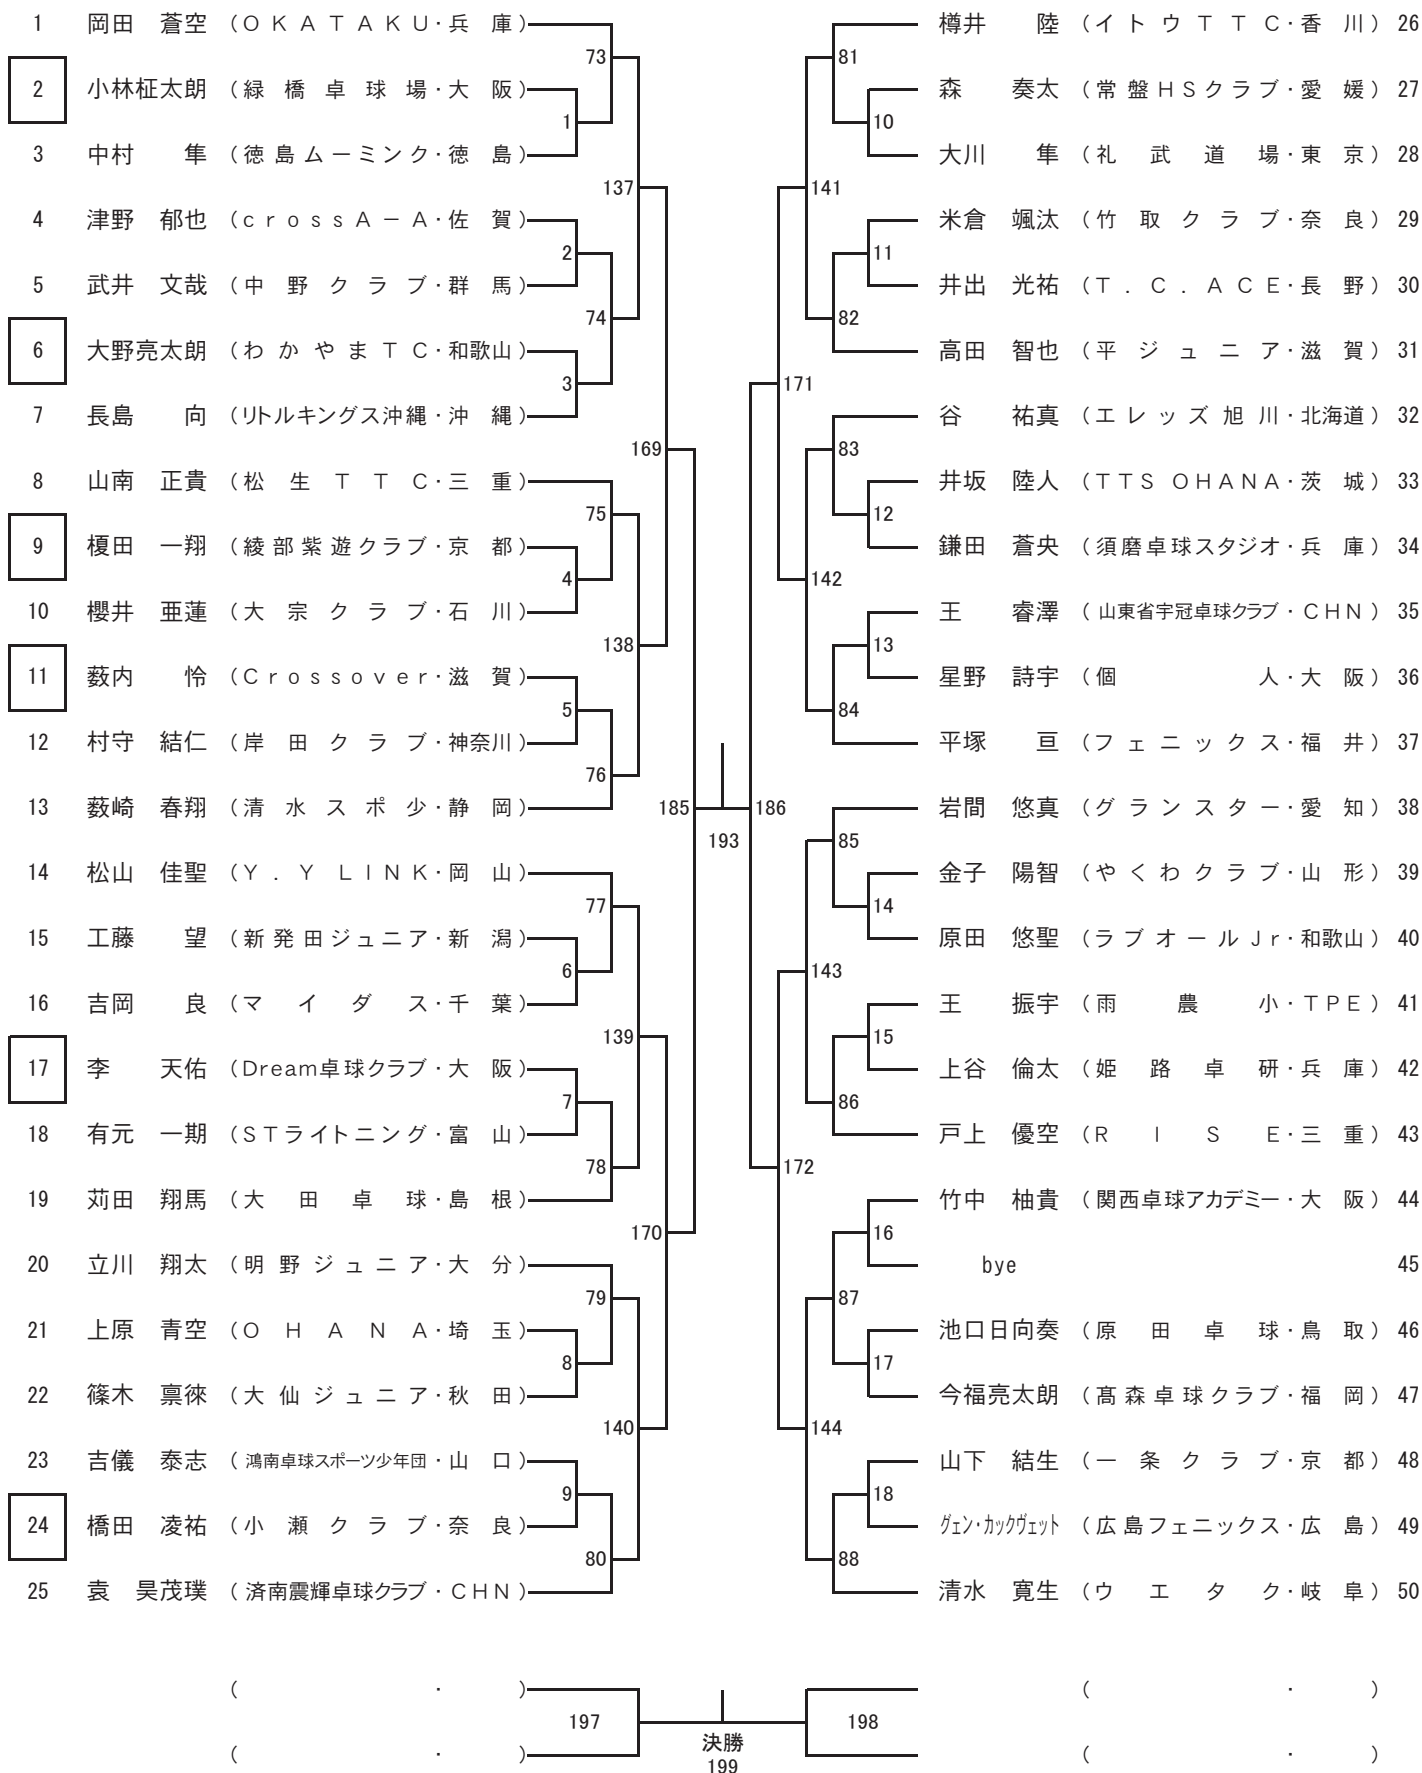 1 岡田 蒼空 (OKATAKU・兵庫)
73
2 小林柾太朗 (緑橋卓球場・大阪)
1
3 中村 隼 (徳島ムーミンク・徳島)
137
4 津野 郁也 (crossA－A・佐賀)
2
5 武井 文哉 (中野クラブ・群馬)
74
6 大野亮太朗 (わかやまTC・和歌山)
3
7 長島 向 (リトルキングス沖縄・沖縄)
169
8 山南 正貴 (松生TTC・三重)
75
9 榎田 一翔 (綾部紫遊クラブ・京都)
4
10 櫻井 亜蓮 (大宗クラブ・石川)
138
11 薮内 怜 (Crossover・滋賀)
5
12 村守 結仁 (岸田クラブ・神奈川)
76
13 薮崎 春翔 (清水スポ少・静岡)
185
193
14 松山 佳聖 (Y.Y LINK・岡山)
77
15 工藤 望 (新発田ジュニア・新潟)
6
16 吉岡 良 (マイダス・千葉)
139
17 李 天佑 (Dream卓球クラブ・大阪)
7
18 有元 一期 (STライトニング・富山)
78
19 苅田 翔馬 (大田卓球・島根)
170
20 立川 翔太 (明野ジュニア・大分)
79
21 上原 青空 (OHANA・埼玉)
8
22 篠木 禀徠 (大仙ジュニア・秋田)
140
23 吉儀 泰志 (鴻南卓球スポーツ少年団・山口)
9
24 橋田 凌祐 (小瀬クラブ・奈良)
80
25 袁 昊茂璞 (済南震輝卓球クラブ・CHN)
樽井 陸 (イトウTTC・香川) 26
81
森 奏太 (常盤HSクラブ・愛媛) 27
10
大川 隼 (礼武道場・東京) 28
141
米倉 颯汰 (竹取クラブ・奈良) 29
11
井出 光祐 (T.C.ACE・長野) 30
82
高田 智也 (平ジュニア・滋賀) 31
171
谷 祐真 (エレッズ旭川・北海道) 32
83
井坂 陸人 (TTS OHANA・茨城) 33
12
鎌田 蒼央 (須磨卓球スタジオ・兵庫) 34
142
王 睿澤 (山東省宇冠卓球クラブ・CHN) 35
13
星野 詩宇 (個人・大阪) 36
84
平塚 亘 (フェニックス・福井) 37
186
岩間 悠真 (グランスター・愛知) 38
85
金子 陽智 (やくわクラブ・山形) 39
14
原田 悠聖 (ラブオールJr・和歌山) 40
143
王 振宇 (雨農小・TPE) 41
15
上谷 倫太 (姫路卓研・兵庫) 42
86
戸上 優空 (RISE・三重) 43
172
竹中 柚貴 (関西卓球アカデミー・大阪) 44
16
bye 45
87
池口日向奏 (原田卓球・鳥取) 46
17
今福亮太朗 (髙森卓球クラブ・福岡) 47
144
山下 結生 (一条クラブ・京都) 48
18
グェン・カックヴェット (広島フェニックス・広島) 49
88
清水 寛生 (ウエタク・岐阜) 50
( ・ ) ( ・ )
197 198
決勝
( ・ ) ( ・ )
199